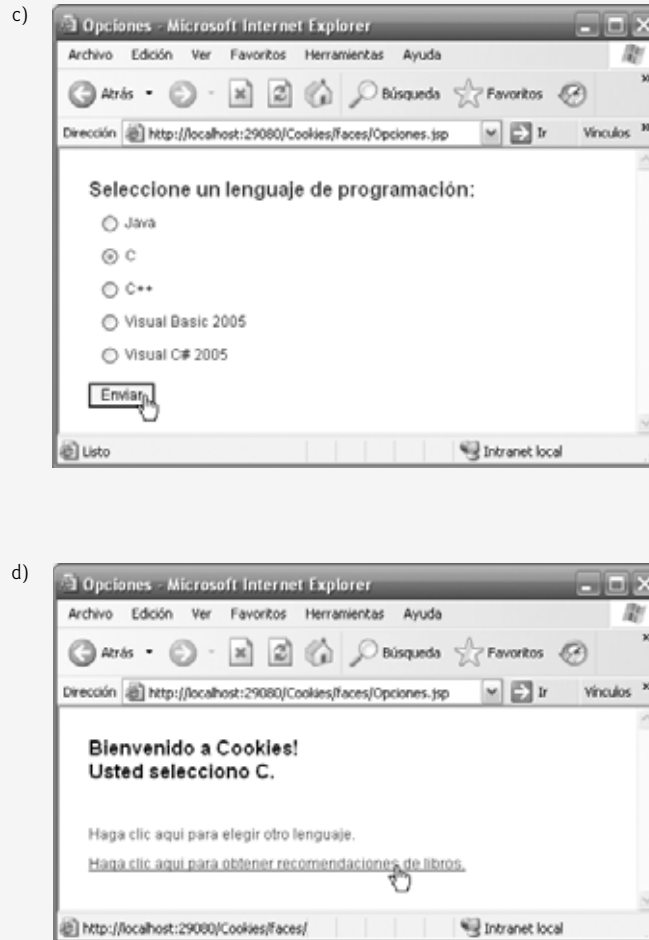 c)
Opciones - Microsoft Internet Explorer
Archivo Edición Ver Favoritos Herramientas Ayuda
Atrás Búsqueda Favoritos
Dirección http://localhost:29080/Cookies/faces/Opciones.jsp Ir Vínculos
Seleccione un lenguaje de programación:
Java
C
C++
Visual Basic 2005
Visual C# 2005
Enviar
Listo Intranet local
d)
Opciones - Microsoft Internet Explorer
Archivo Edición Ver Favoritos Herramientas Ayuda
Atrás Búsqueda Favoritos
Dirección http://localhost:29080/Cookies/faces/Opciones.jsp Ir Vínculos
Bienvenido a Cookies!
Usted selecciono C.
Haga clic aqui para elegir otro lenguaje.
Haga clic aqui para obtener recomendaciones de libros.
http://localhost:29080/Cookies/faces/ Intranet local